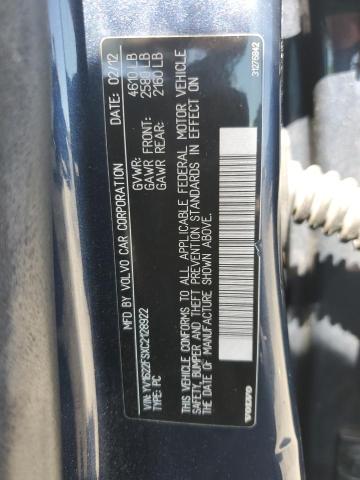 MFD BY VOLVO CAR CORPORATION DATE: 02/12
GVWR: 4610 LB
GAWR FRONT: 2580 LB
GAWR REAR: 2160 LB
VIN: YV1622FSXC2128922
TYPE: PC
THIS VEHICLE CONFORMS TO ALL APPLICABLE FEDERAL MOTOR VEHICLE
SAFETY, BUMPER AND THEFT PREVENTION STANDARDS IN EFFECT ON
THE DATE OF MANUFACTURE SHOWN ABOVE.
VOLVO
31276942